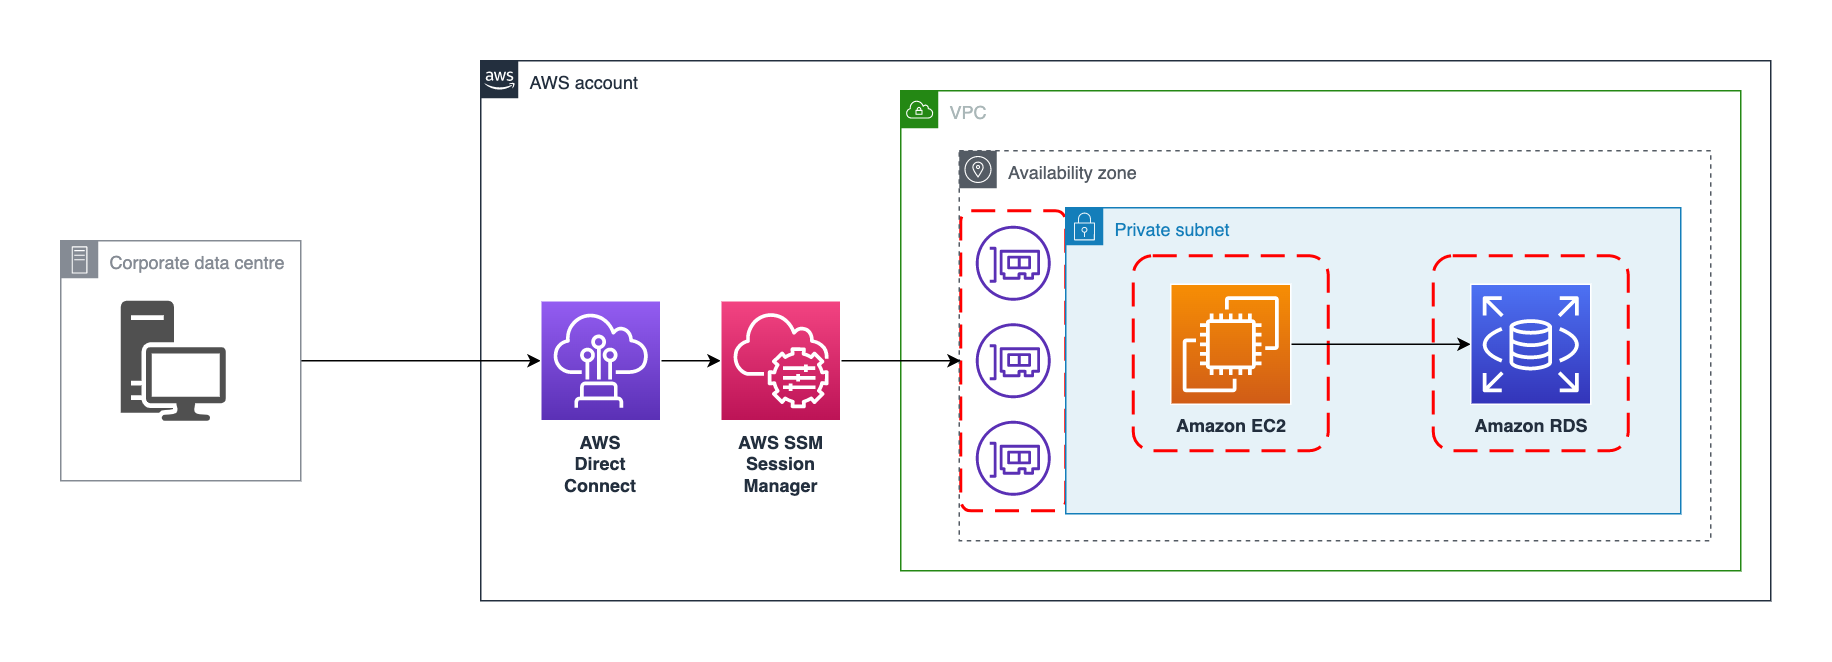 aws
AWS account
VPC
Availability zone
Private subnet
Corporate data centre
Amazon EC2
Amazon RDS
AWS
Direct
Connect
AWS SSM
Session
Manager